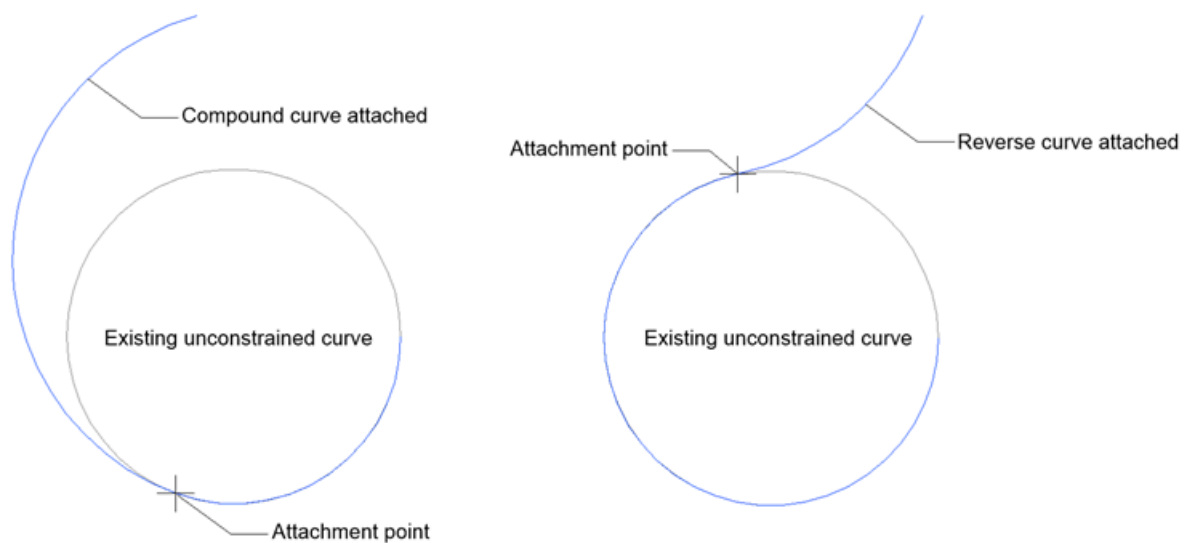 Compound curve attached
Existing unconstrained curve
Attachment point
Attachment point
Reverse curve attached
Existing unconstrained curve